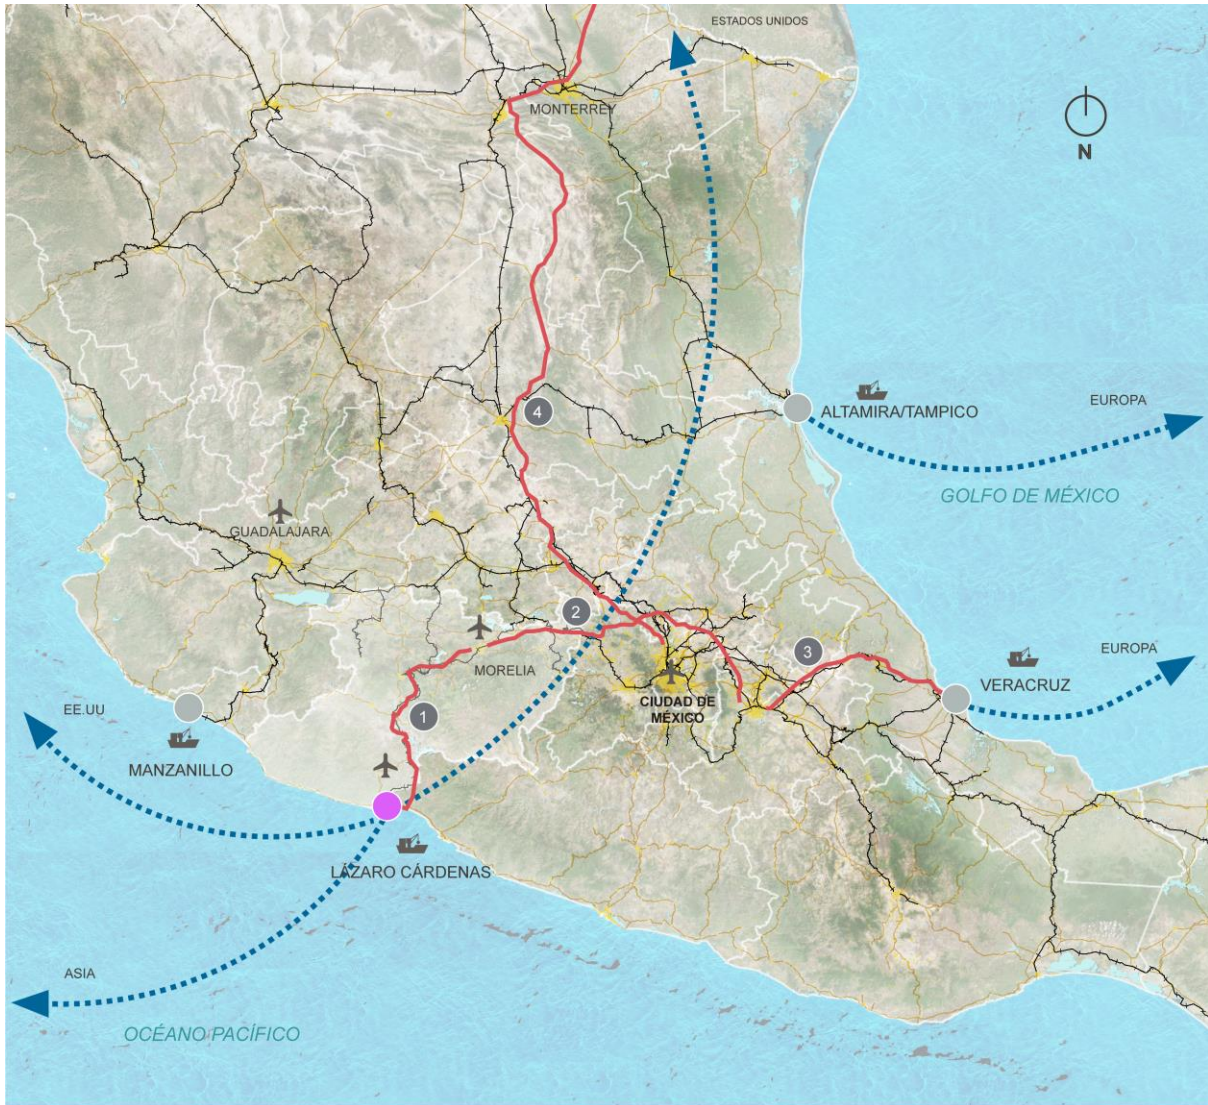 ESTADOS UNIDOS
MONTERREY
N
4
ALTAMIRA/TAMPICO
EUROPA
GOLFO DE MÉXICO
GUADALAJARA
2
MORELIA
3
EUROPA
VERACRUZ
CIUDAD DE
MÉXICO
1
EE.UU
MANZANILLO
LÁZARO CÁRDENAS
ASIA
OCÉANO PACÍFICO